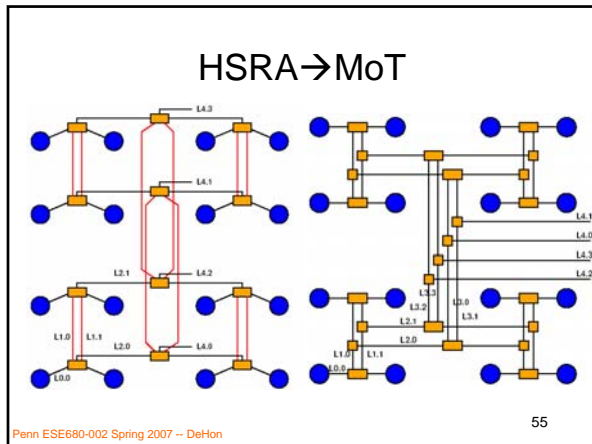 HSRA→MoT
L4.3
L4.1
L2.1
L4.2
L1.0
L1.1
L2.0
L4.0
L0.0
L4.1
L4.0
L4.3
L4.2
L3.3
L3.2
L3.0
L3.1
L2.1
L2.0
L1.0
L1.1
L0.0
Penn ESE680-002 Spring 2007 -- DeHon
55